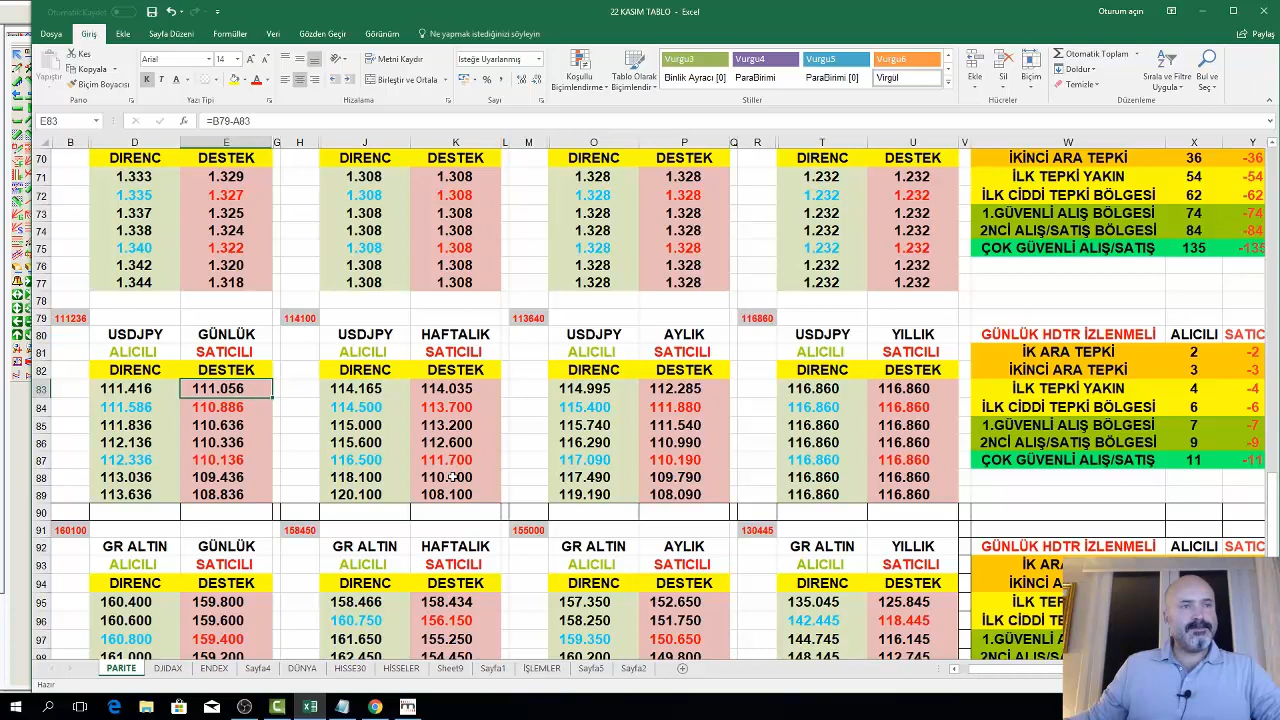 Otomatik Kaydet
22 KASIM TABLO - Excel
Oturum açın
Dosya Giriş Ekle Sayfa Düzeni Formüller Veri Gözden Geçir Görünüm Ne yapmak istediğinizi söyleyin Paylaş
Yapıştır
Kes
Kopyala
Biçim Boyacısı
Pano
Arial 14
K T A
Yazı Tipi
Metni Kaydır
Birleştir ve Ortala
Hizalama
İsteğe Uyarlanmış
Sayı
Koşullu Biçimlendirme
Tablo Olarak Biçimlendir
Vurgu3 Vurgu4 Vurgu5 Vurgu6
Binlik Ayracı [0] ParaBirimi ParaBirimi [0] Virgül
Stiller
Ekle Sil Biçim
Hücreler
Otomatik Toplam
Doldur
Temizle
Sırala ve Filtre Uygula
Bul ve Seç
Düzenleme
E83 fx =B79-A83
B D E G H J K L M O P Q R T U V W X Y
70 DIRENC DESTEK DIRENC DESTEK DIRENC DESTEK DIRENC DESTEK İKİNCİ ARA TEPKİ 36 -36
71 1.333 1.329 1.308 1.308 1.328 1.328 1.232 1.232 İLK TEPKİ YAKIN 54 -54
72 1.335 1.327 1.308 1.308 1.328 1.328 1.232 1.232 İLK CİDDİ TEPKİ BÖLGESİ 62 -62
73 1.337 1.325 1.308 1.308 1.328 1.328 1.232 1.232 1.GÜVENLİ ALIŞ BÖLGESİ 74 -74
74 1.338 1.324 1.308 1.308 1.328 1.328 1.232 1.232 2NCİ ALIŞ/SATIŞ BÖLGESİ 84 -84
75 1.340 1.322 1.308 1.308 1.328 1.328 1.232 1.232 ÇOK GÜVENLİ ALIŞ/SATIŞ 135 -135
76 1.342 1.320 1.308 1.308 1.328 1.328 1.232 1.232
77 1.344 1.318 1.308 1.308 1.328 1.328 1.232 1.232
78
79 111236 114100 113640 116860
80 USDJPY GÜNLÜK USDJPY HAFTALIK USDJPY AYLIK USDJPY YILLIK GÜNLÜK HDTR İZLENMELİ ALICILI SATIC
81 ALICILI SATICILI ALICILI SATICILI ALICILI SATICILI ALICILI SATICILI İK ARA TEPKİ 2 -2
82 DIRENC DESTEK DIRENC DESTEK DIRENC DESTEK DIRENC DESTEK İKİNCİ ARA TEPKİ 3 -3
83 111.416 111.056 114.165 114.035 114.995 112.285 116.860 116.860 İLK TEPKİ YAKIN 4 -4
84 111.586 110.886 114.500 113.700 115.400 111.880 116.860 116.860 İLK CİDDİ TEPKİ BÖLGESİ 6 -6
85 111.836 110.636 115.000 113.200 115.740 111.540 116.860 116.860 1.GÜVENLİ ALIŞ BÖLGESİ 7 -7
86 112.136 110.336 115.600 112.600 116.290 110.990 116.860 116.860 2NCİ ALIŞ/SATIŞ BÖLGESİ 9 -9
87 112.336 110.136 116.500 111.700 117.090 110.190 116.860 116.860 ÇOK GÜVENLİ ALIŞ/SATIŞ 11 -11
88 113.036 109.436 118.100 117.490 109.790 116.860 116.860
89 113.636 108.836 120.100 108.100 119.190 108.090 116.860 116.860
90
91 160100 158450 155000 130445
92 GR ALTIN GÜNLÜK GR ALTIN HAFTALIK GR ALTIN AYLIK GR ALTIN YILLIK GÜNLÜK HDTR İZLENMELİ ALICILI SATIC
93 ALICILI SATICILI ALICILI SATICILI ALICILI SATICILI ALICILI SATICILI İK AR
94 DIRENC DESTEK DIRENC DESTEK DIRENC DESTEK DIRENC DESTEK İKİNCİ
95 160.400 159.800 158.466 158.434 157.350 152.650 135.045 125.845 İLK TEF
96 160.600 159.600 160.750 156.150 158.250 151.750 142.445 118.445 İLK CİDDİ
97 160.800 159.400 161.650 155.250 159.350 150.650 144.745 116.145 1.GÜVENLİ
98 161.000 159.200 162.450 154.450 160.200 149.800 148.145 112.745 2NCİ ALIŞ
PARİTE DJIDAX ENDEX Sayfa4 DÜNYA HİSSE30 HİSSELER Sheet9 Sayfa1 İŞLEMLER Sayfa5 Sayfa2
Hazır